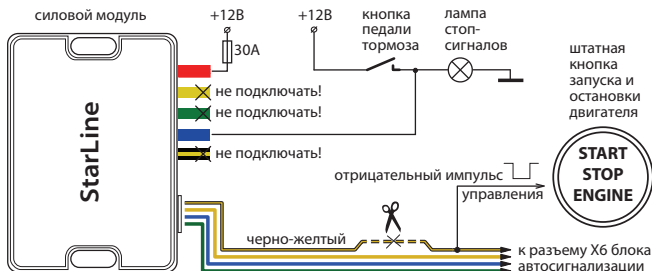 силовой модуль
+12В
30А
+12В
кнопка
педали
тормоза
лампа
стоп-
сигналов
штатная
кнопка
запуска и
остановки
двигателя
не подключать!
не подключать!
не подключать!
StarLine
START
STOP
ENGINE
отрицательный импульс
управления
черно-желтый
к разъему Х6 блока
автосигнализации